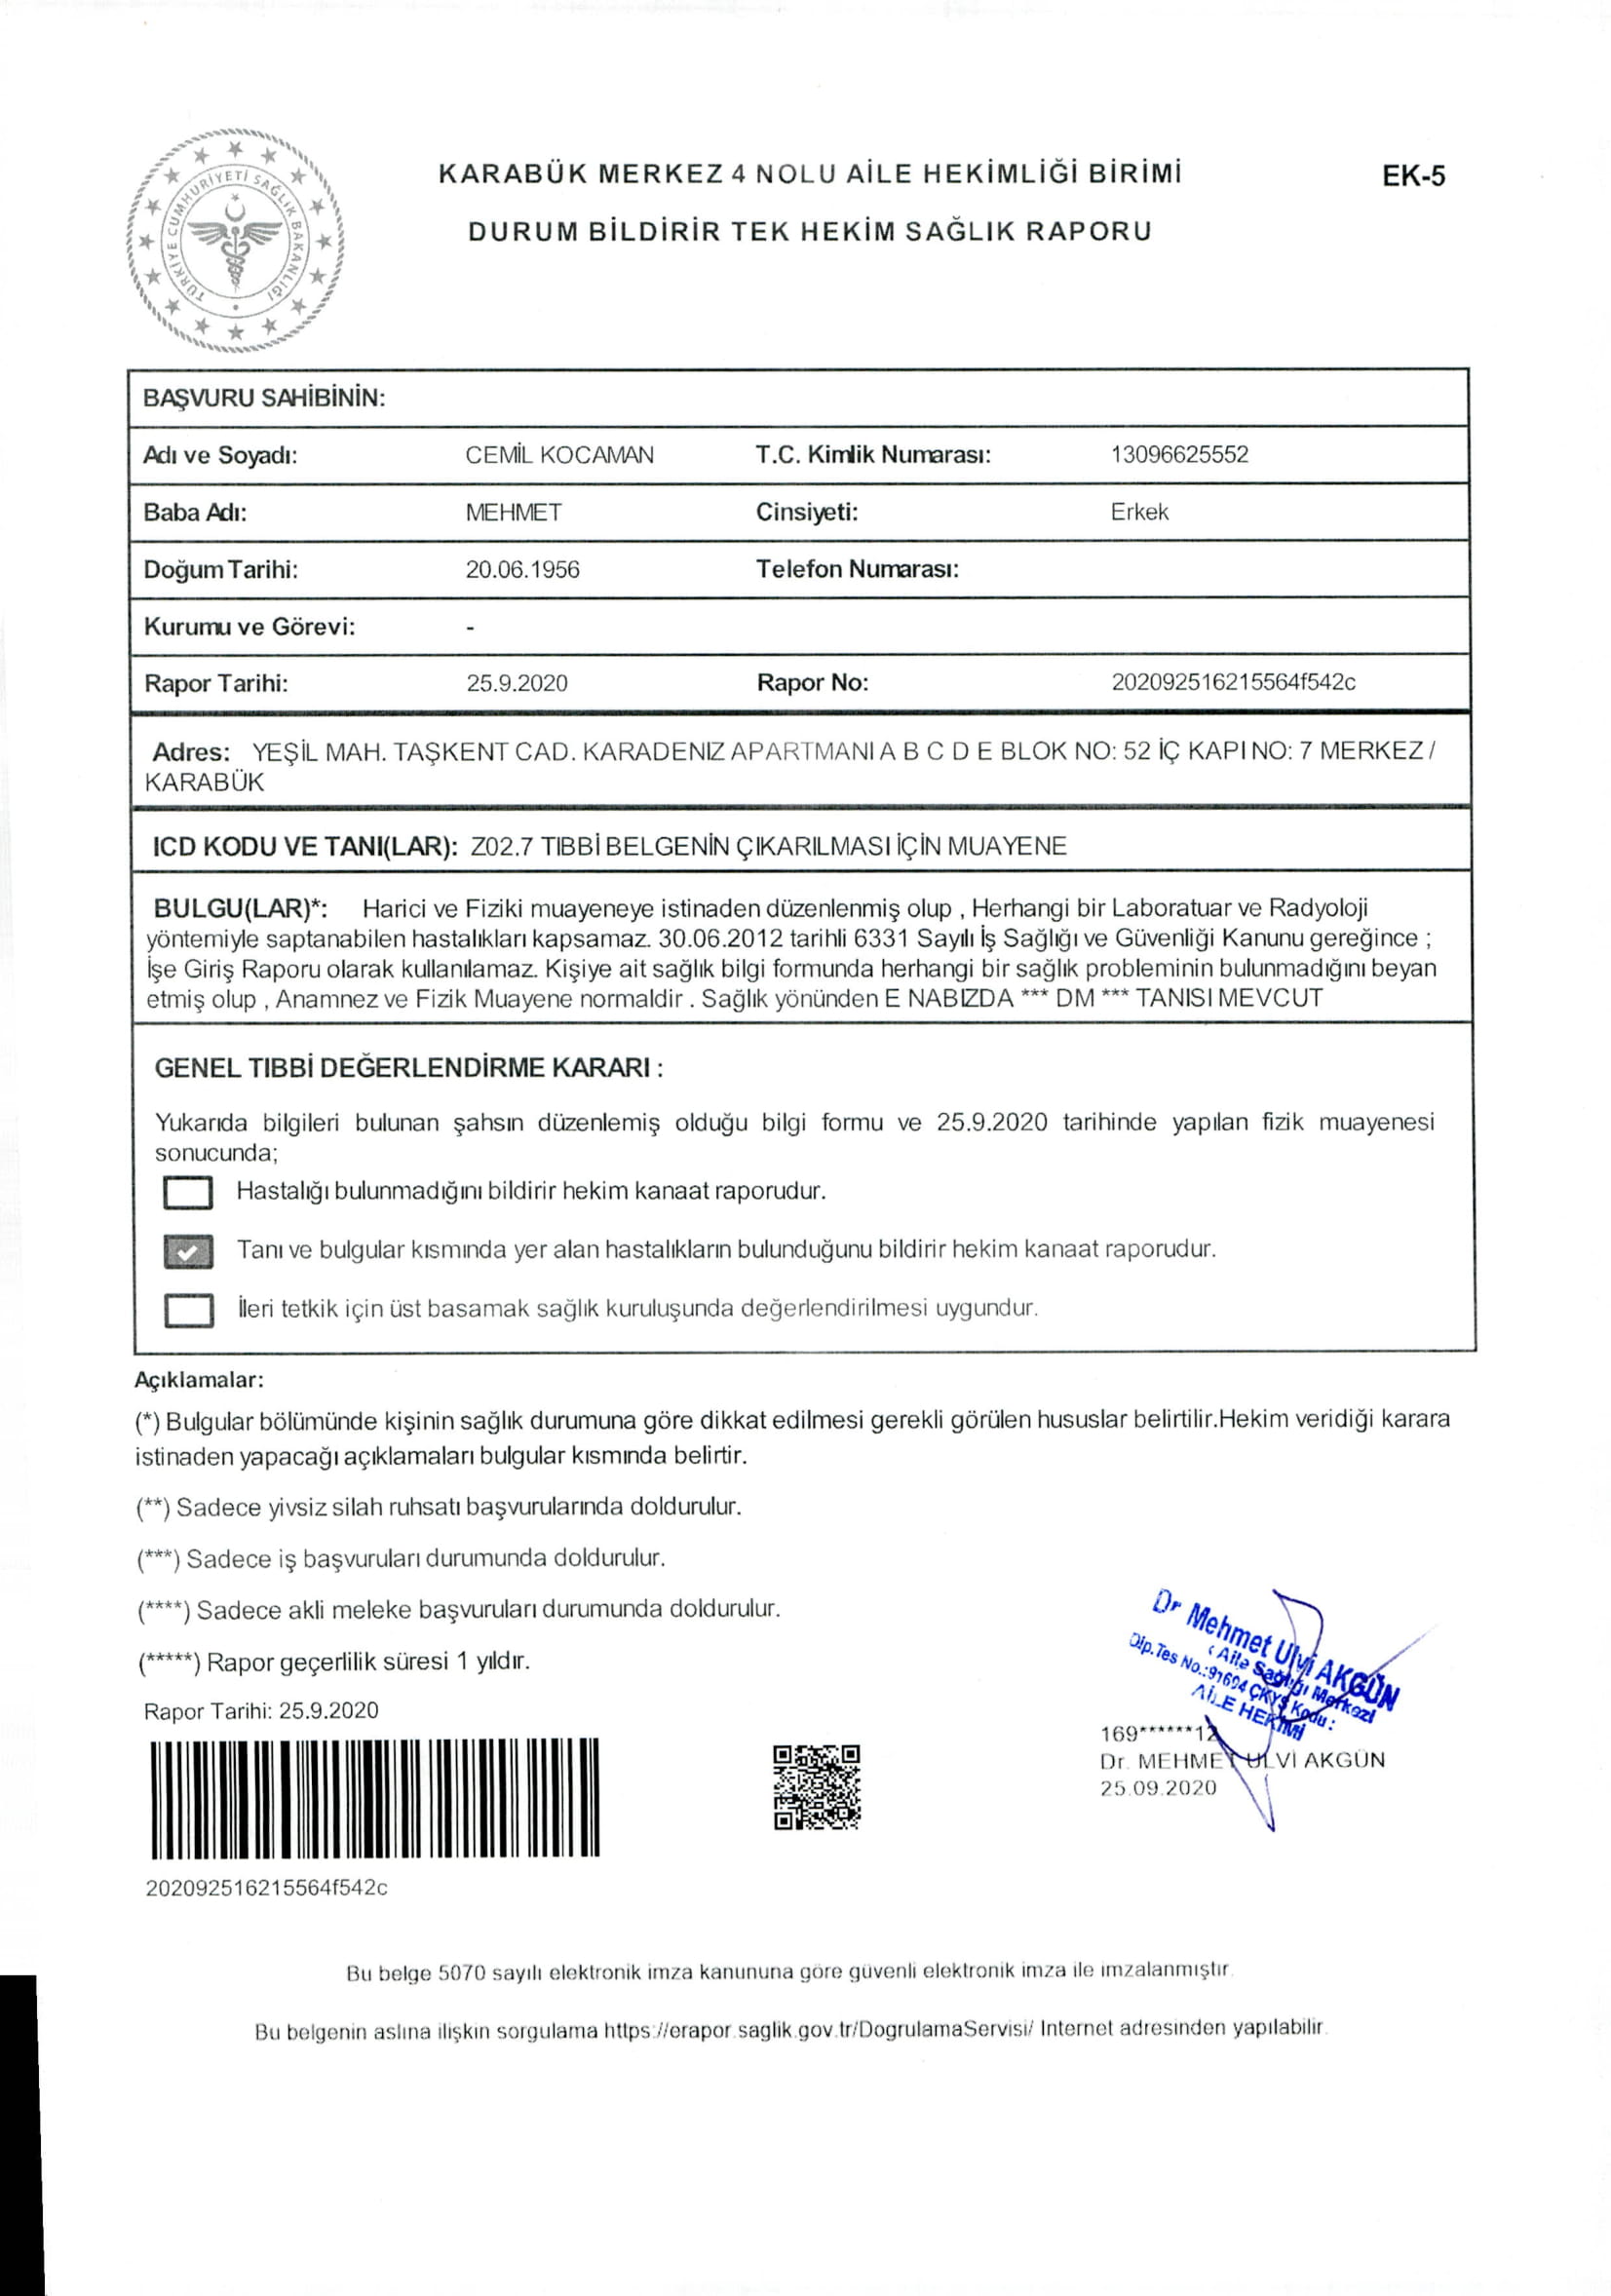 TÜRKİYE CUMHURİYETİ SAĞLIK BAKANLIĞI
KARABÜK MERKEZ 4 NOLU AİLE HEKİMLİĞİ BİRİMİ
EK-5
DURUM BİLDİRİR TEK HEKİM SAĞLIK RAPORU
BAŞVURU SAHİBİNİN:
Adı ve Soyadı: CEMİL KOCAMAN T.C. Kimlik Numarası: 13096625552
Baba Adı: MEHMET Cinsiyeti: Erkek
Doğum Tarihi: 20.06.1956 Telefon Numarası:
Kurumu ve Görevi: -
Rapor Tarihi: 25.9.2020 Rapor No: 202092516215564f542c
Adres: YEŞİL MAH. TAŞKENT CAD. KARADENIZ APARTMANI A B C D E BLOK NO: 52 İÇ KAPI NO: 7 MERKEZ /
KARABÜK
ICD KODU VE TANI(LAR): Z02.7 TIBBİ BELGENİN ÇIKARILMASI İÇİN MUAYENE
BULGU(LAR)*: Harici ve Fiziki muayeneye istinaden düzenlenmiş olup , Herhangi bir Laboratuar ve Radyoloji
yöntemiyle saptanabilen hastalıkları kapsamaz. 30.06.2012 tarihli 6331 Sayılı İş Sağlığı ve Güvenliği Kanunu gereğince ;
İşe Giriş Raporu olarak kullanılamaz. Kişiye ait sağlık bilgi formunda herhangi bir sağlık probleminin bulunmadığını beyan
etmiş olup , Anamnez ve Fizik Muayene normaldir . Sağlık yönünden E NABIZDA *** DM *** TANISI MEVCUT
GENEL TIBBİ DEĞERLENDİRME KARARI :
Yukarıda bilgileri bulunan şahsın düzenlemiş olduğu bilgi formu ve 25.9.2020 tarihinde yapılan fizik muayenesi
sonucunda;
Hastalığı bulunmadığını bildirir hekim kanaat raporudur.
Tanı ve bulgular kısmında yer alan hastalıkların bulunduğunu bildirir hekim kanaat raporudur.
İleri tetkik için üst basamak sağlık kuruluşunda değerlendirilmesi uygundur.
Açıklamalar:
(*) Bulgular bölümünde kişinin sağlık durumuna göre dikkat edilmesi gerekli görülen hususlar belirtilir.Hekim veridiği karara
istinaden yapacağı açıklamaları bulgular kısmında belirtir.
(**) Sadece yivsiz silah ruhsatı başvurularında doldurulur.
(***) Sadece iş başvuruları durumunda doldurulur.
(****) Sadece akli meleke başvuruları durumunda doldurulur.
(*****) Rapor geçerlilik süresi 1 yıldır.
Rapor Tarihi: 25.9.2020
Dr Mehmet Ulvi AKGÜN
Aile Sağlığı Merkezi
Dip.Tes No.:91694 ÇKYS Kodu :
AİLE HEKİMİ
169******12
Dr. MEHMET ULVİ AKGÜN
25.09.2020
202092516215564f542c
Bu belge 5070 sayılı elektronik imza kanununa göre güvenli elektronik imza ile imzalanmıştır.
Bu belgenin aslına ilişkin sorgulama https://erapor.saglik.gov.tr/DogrulamaServisi/ Internet adresinden yapılabilir.